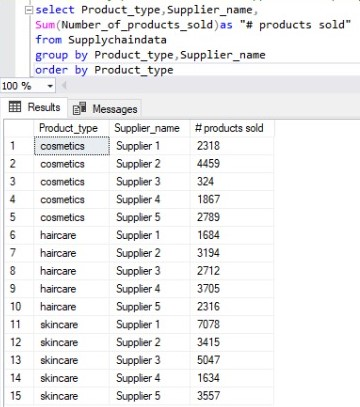 select Product_type,Supplier_name,
Sum(Number_of_products_sold)as "# products sold"
from Supplychaindata
group by Product_type,Supplier_name
order by Product_type
100 %
Results Messages
Product_type Supplier_name # products sold
1 cosmetics Supplier 1 2318
2 cosmetics Supplier 2 4459
3 cosmetics Supplier 3 324
4 cosmetics Supplier 4 1867
5 cosmetics Supplier 5 2789
6 haircare Supplier 1 1684
7 haircare Supplier 2 3194
8 haircare Supplier 3 2712
9 haircare Supplier 4 3705
10 haircare Supplier 5 2316
11 skincare Supplier 1 7078
12 skincare Supplier 2 3415
13 skincare Supplier 3 5047
14 skincare Supplier 4 1634
15 skincare Supplier 5 3557